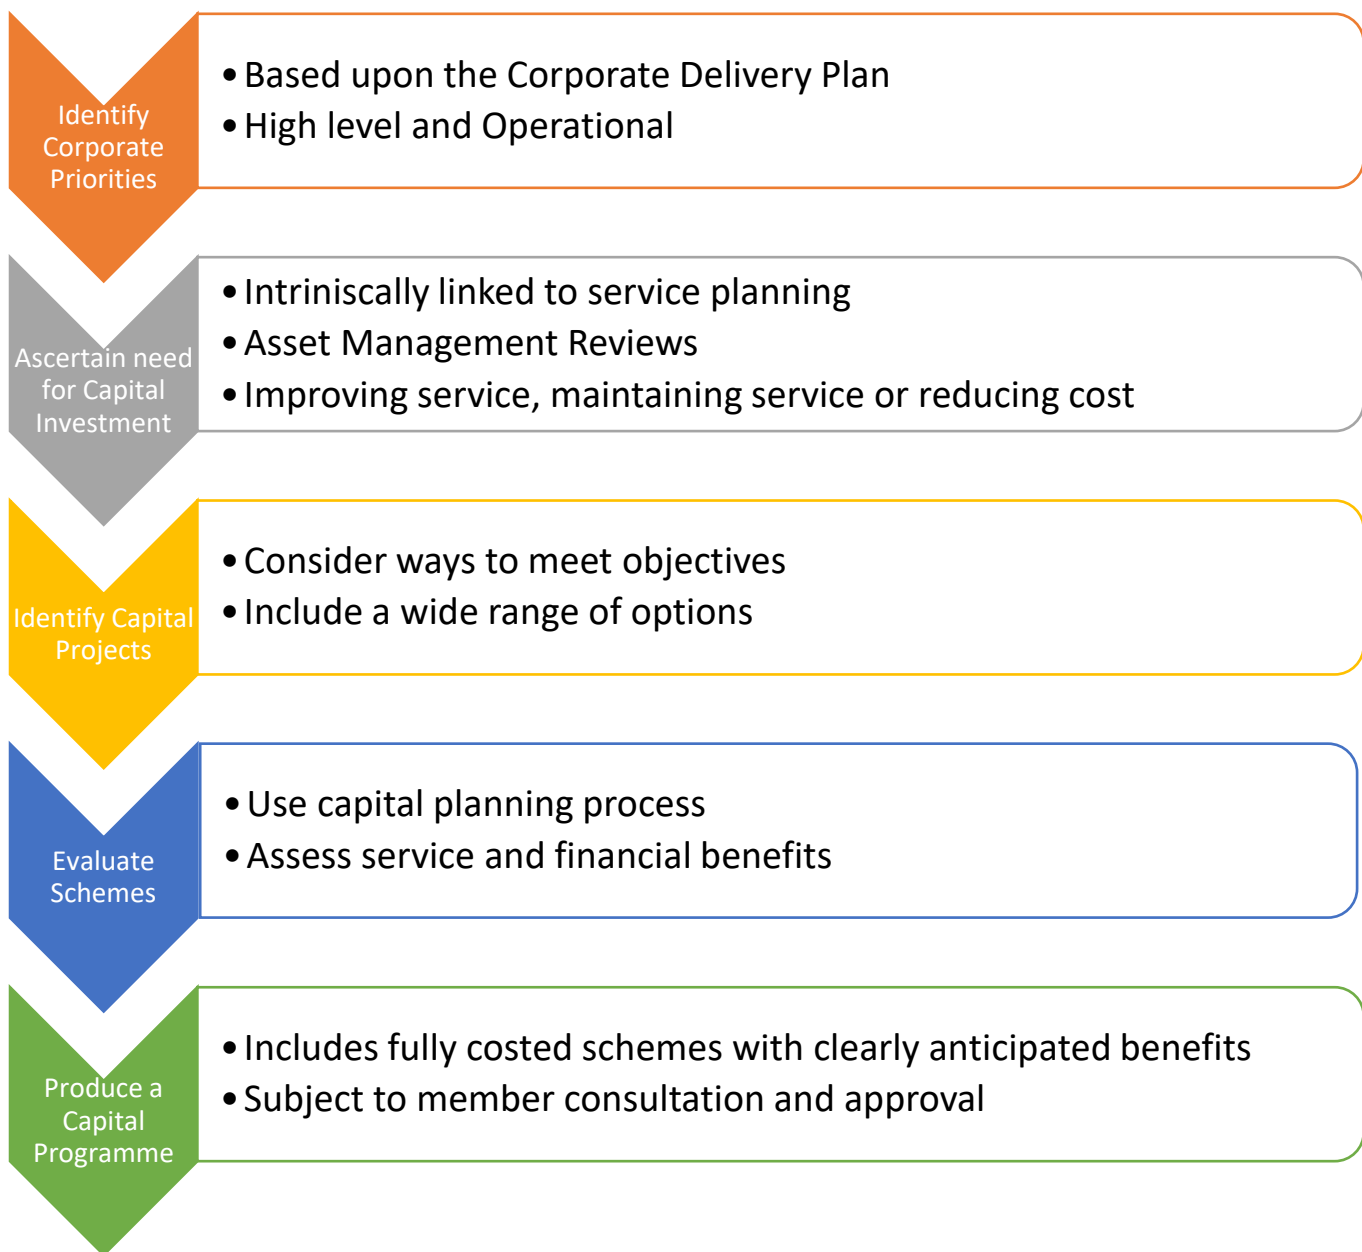 Identify
Corporate
Priorities
• Based upon the Corporate Delivery Plan
• High level and Operational
Ascertain need
for Capital
Investment
• Intriniscally linked to service planning
• Asset Management Reviews
• Improving service, maintaining service or reducing cost
Identify Capital
Projects
• Consider ways to meet objectives
• Include a wide range of options
Evaluate
Schemes
• Use capital planning process
• Assess service and financial benefits
Produce a
Capital
Programme
• Includes fully costed schemes with clearly anticipated benefits
• Subject to member consultation and approval